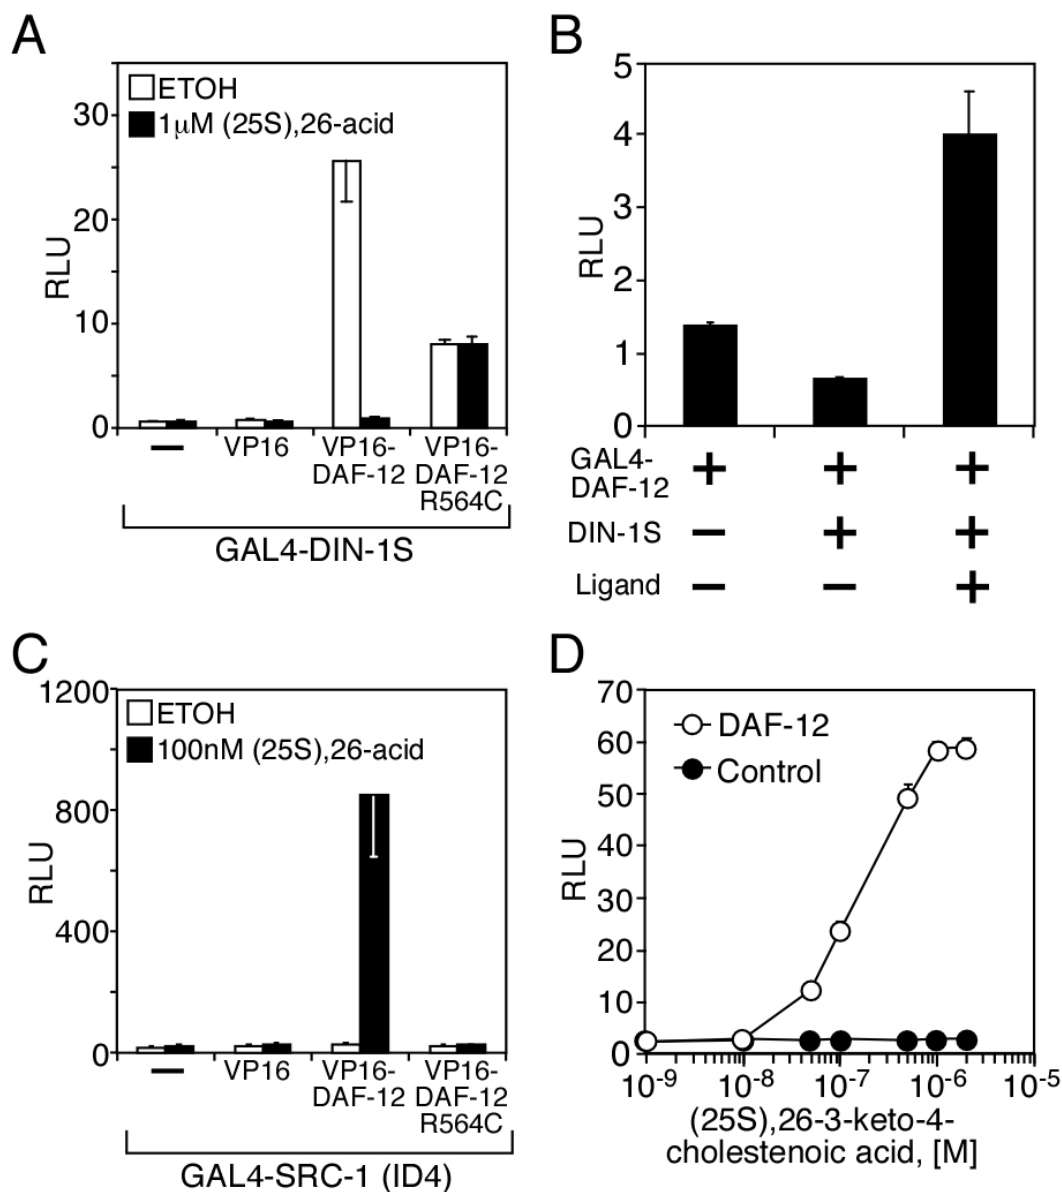 A
ETOH
1μM (25S),26-acid
30
20
10
0
RLU
—
VP16
VP16-
DAF-12
VP16-
DAF-12
R564C
GAL4-DIN-1S
B
5
4
3
2
1
0
RLU
GAL4-
DAF-12
+ + +
DIN-1S
— + +
Ligand
— — +
C
1200
ETOH
100nM (25S),26-acid
800
400
0
RLU
—
VP16
VP16-
DAF-12
VP16-
DAF-12
R564C
GAL4-SRC-1 (ID4)
D
70
DAF-12
60
Control
50
40
30
20
10
0
RLU
10-9 10-8 10-7 10-6 10-5
(25S),26-3-keto-4-
cholestenoic acid, [M]